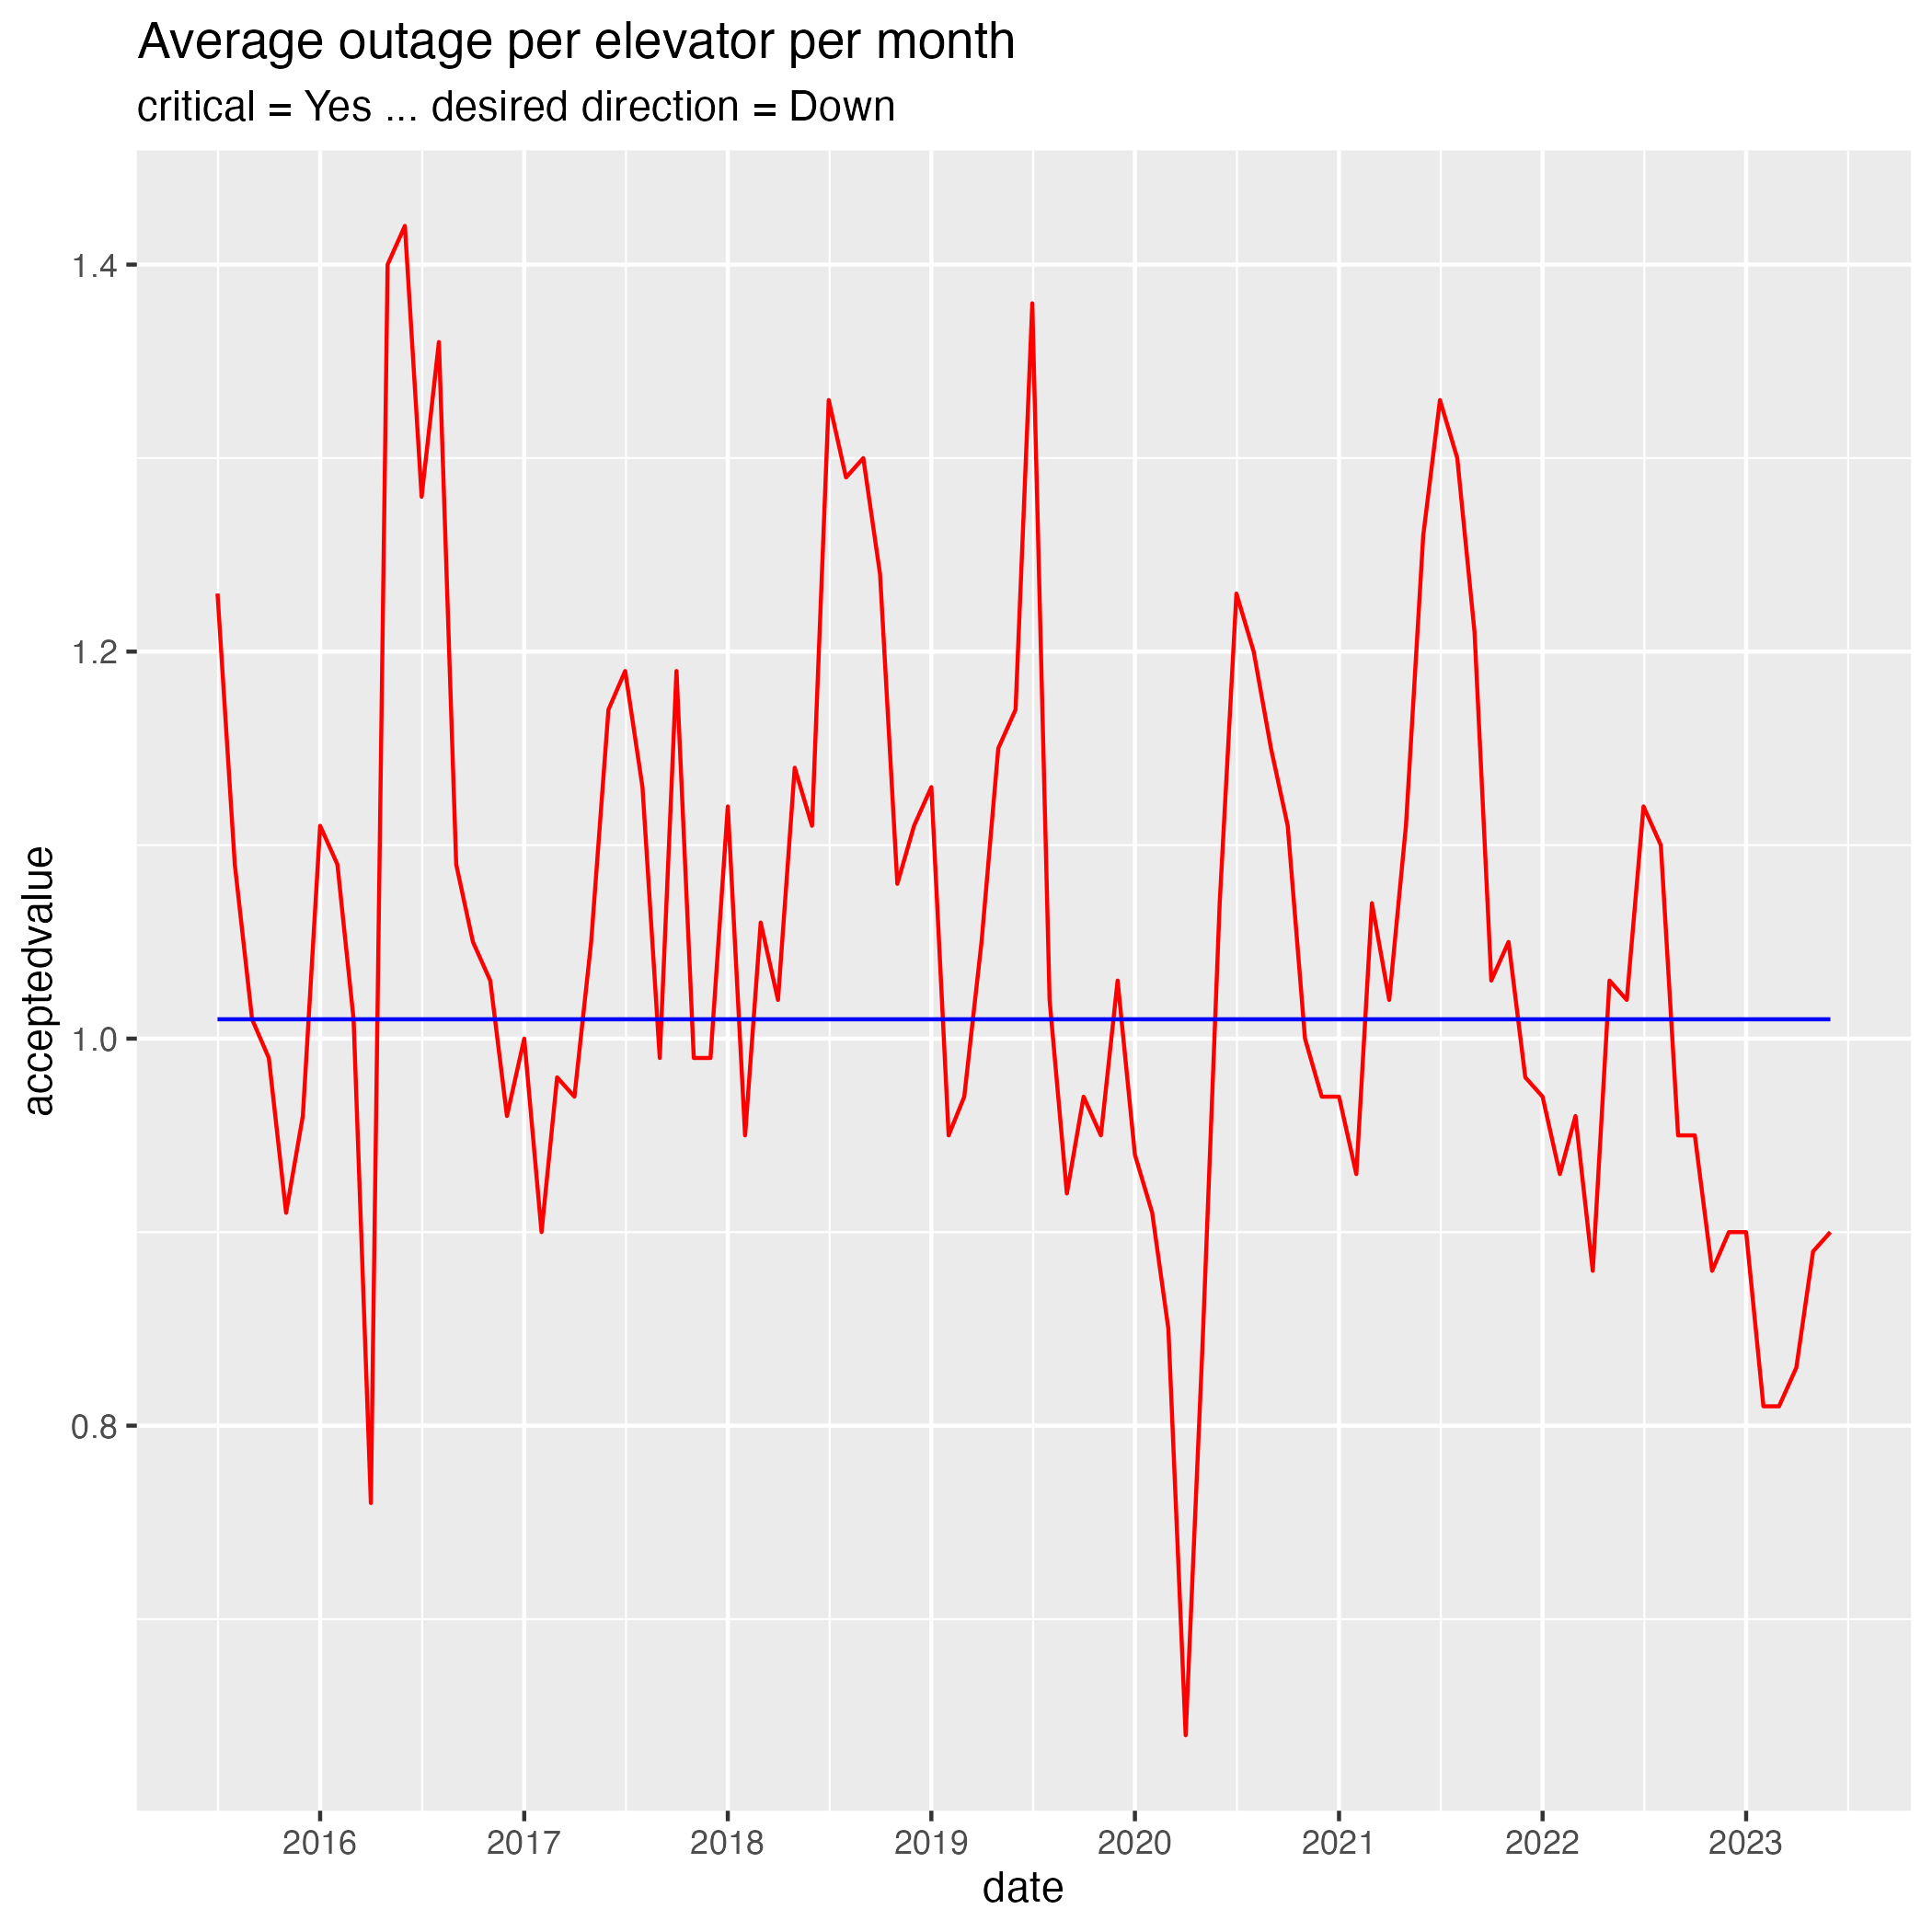 Average outage per elevator per month
critical = Yes ... desired direction = Down
acceptedvalue
1.4
1.2
1.0
0.8
2016 2017 2018 2019 2020 2021 2022 2023
date